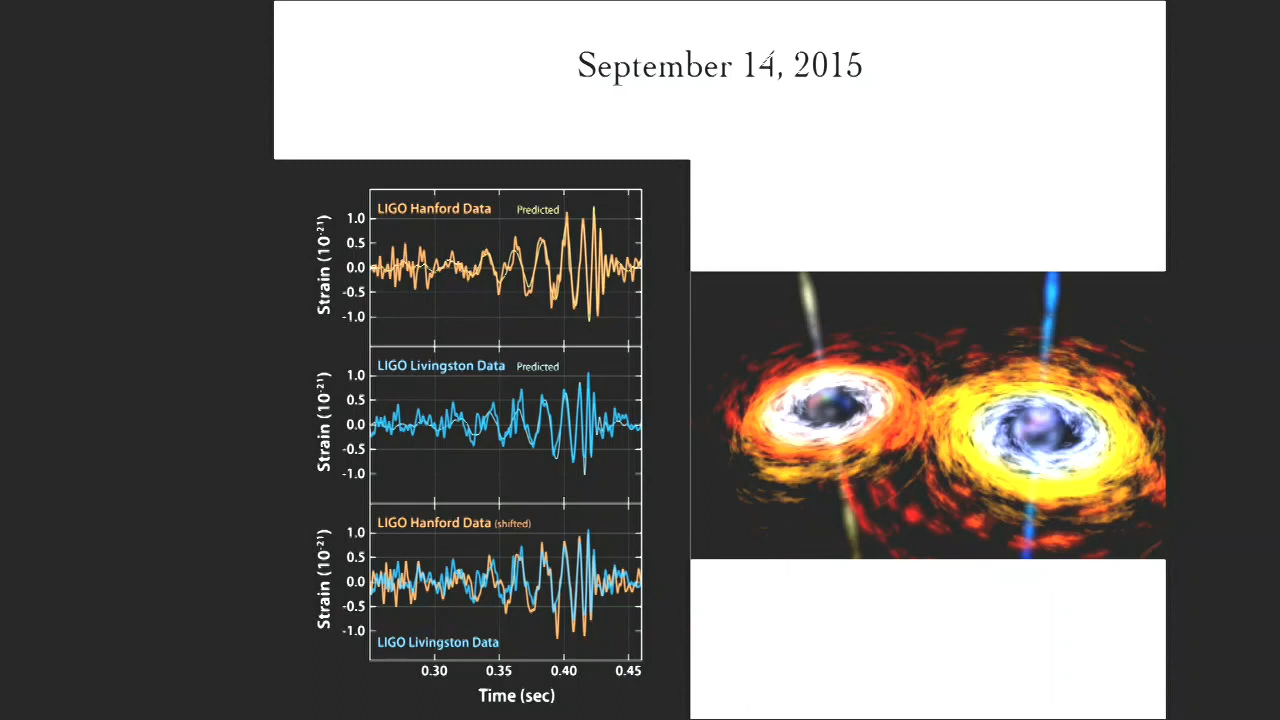 September 14, 2015
LIGO Hanford Data Predicted
Strain (10⁻²¹)
1.0
0.5
0.0
-0.5
-1.0
LIGO Livingston Data Predicted
Strain (10⁻²¹)
1.0
0.5
0.0
-0.5
-1.0
LIGO Hanford Data (shifted)
Strain (10⁻²¹)
1.0
0.5
0.0
-0.5
-1.0
LIGO Livingston Data
0.30 0.35 0.40 0.45
Time (sec)